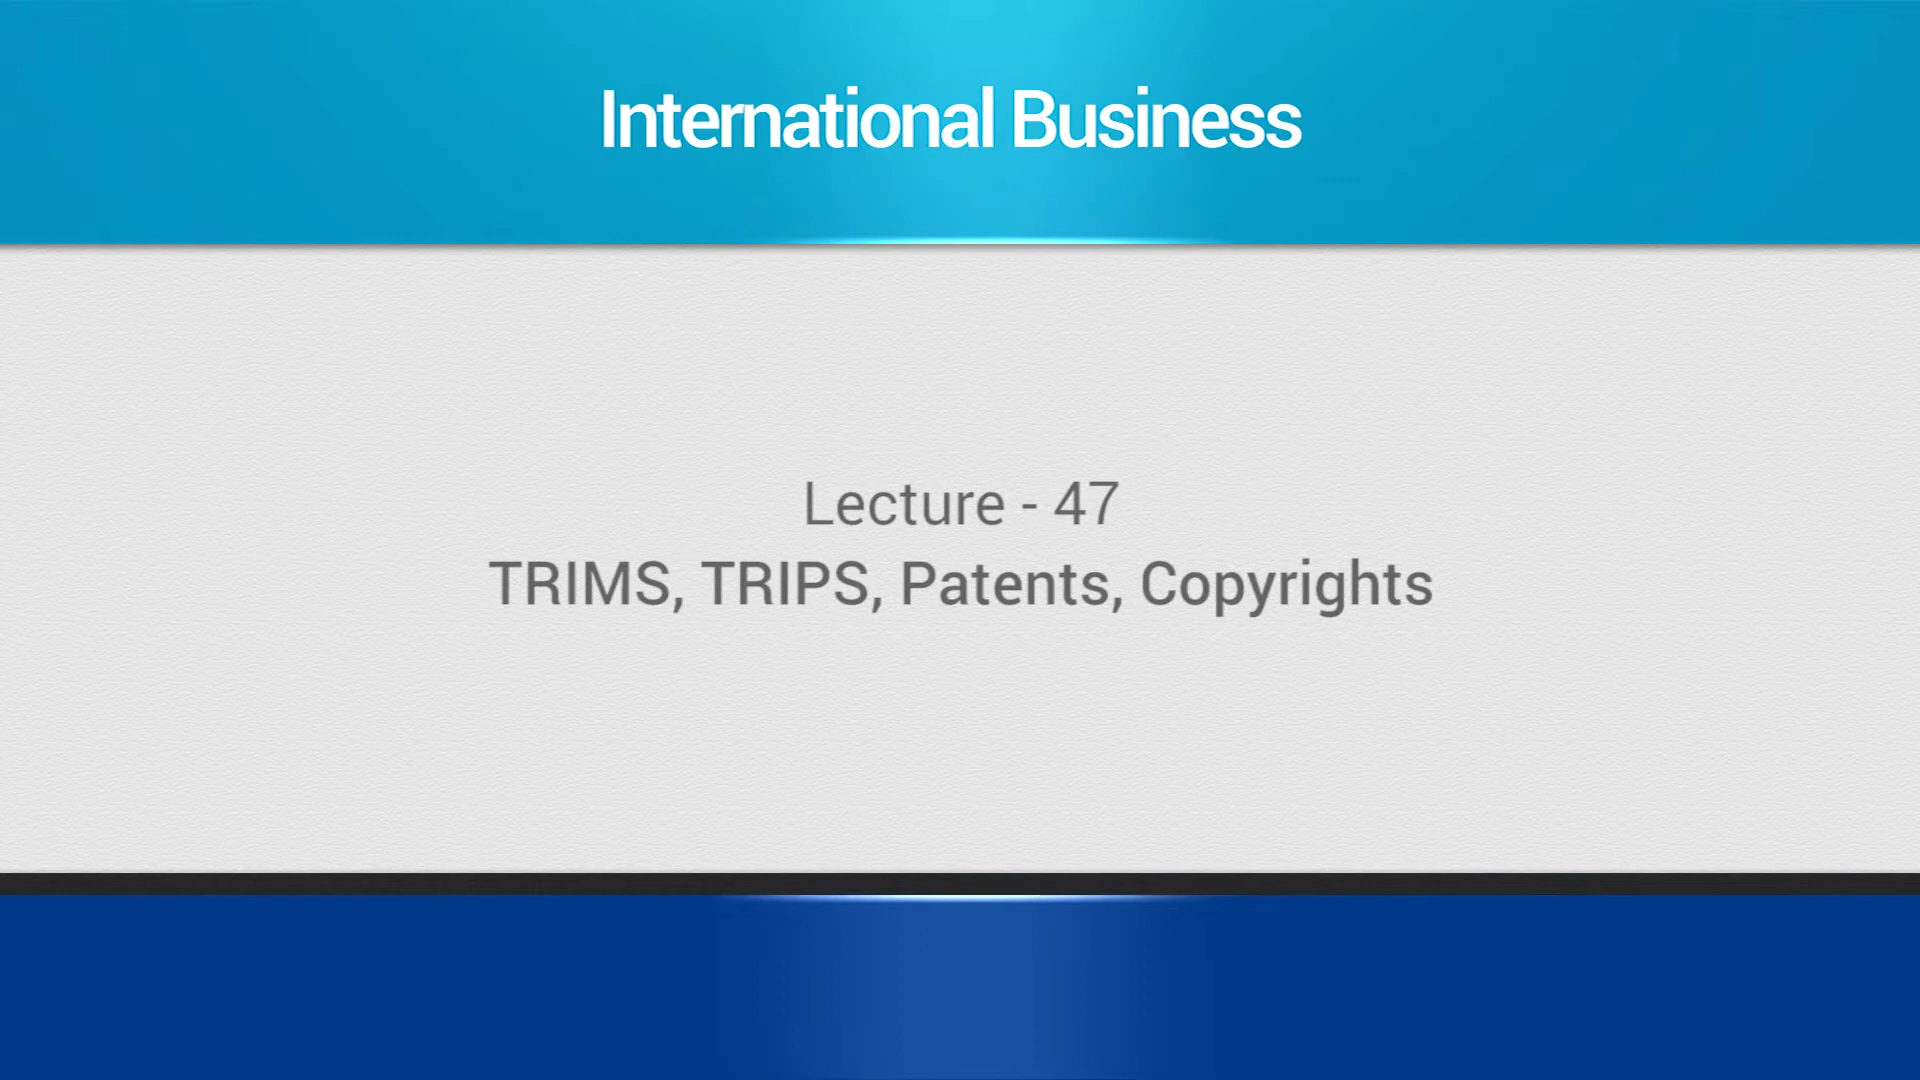 International Business
Lecture - 47
TRIMS, TRIPS, Patents, Copyrights